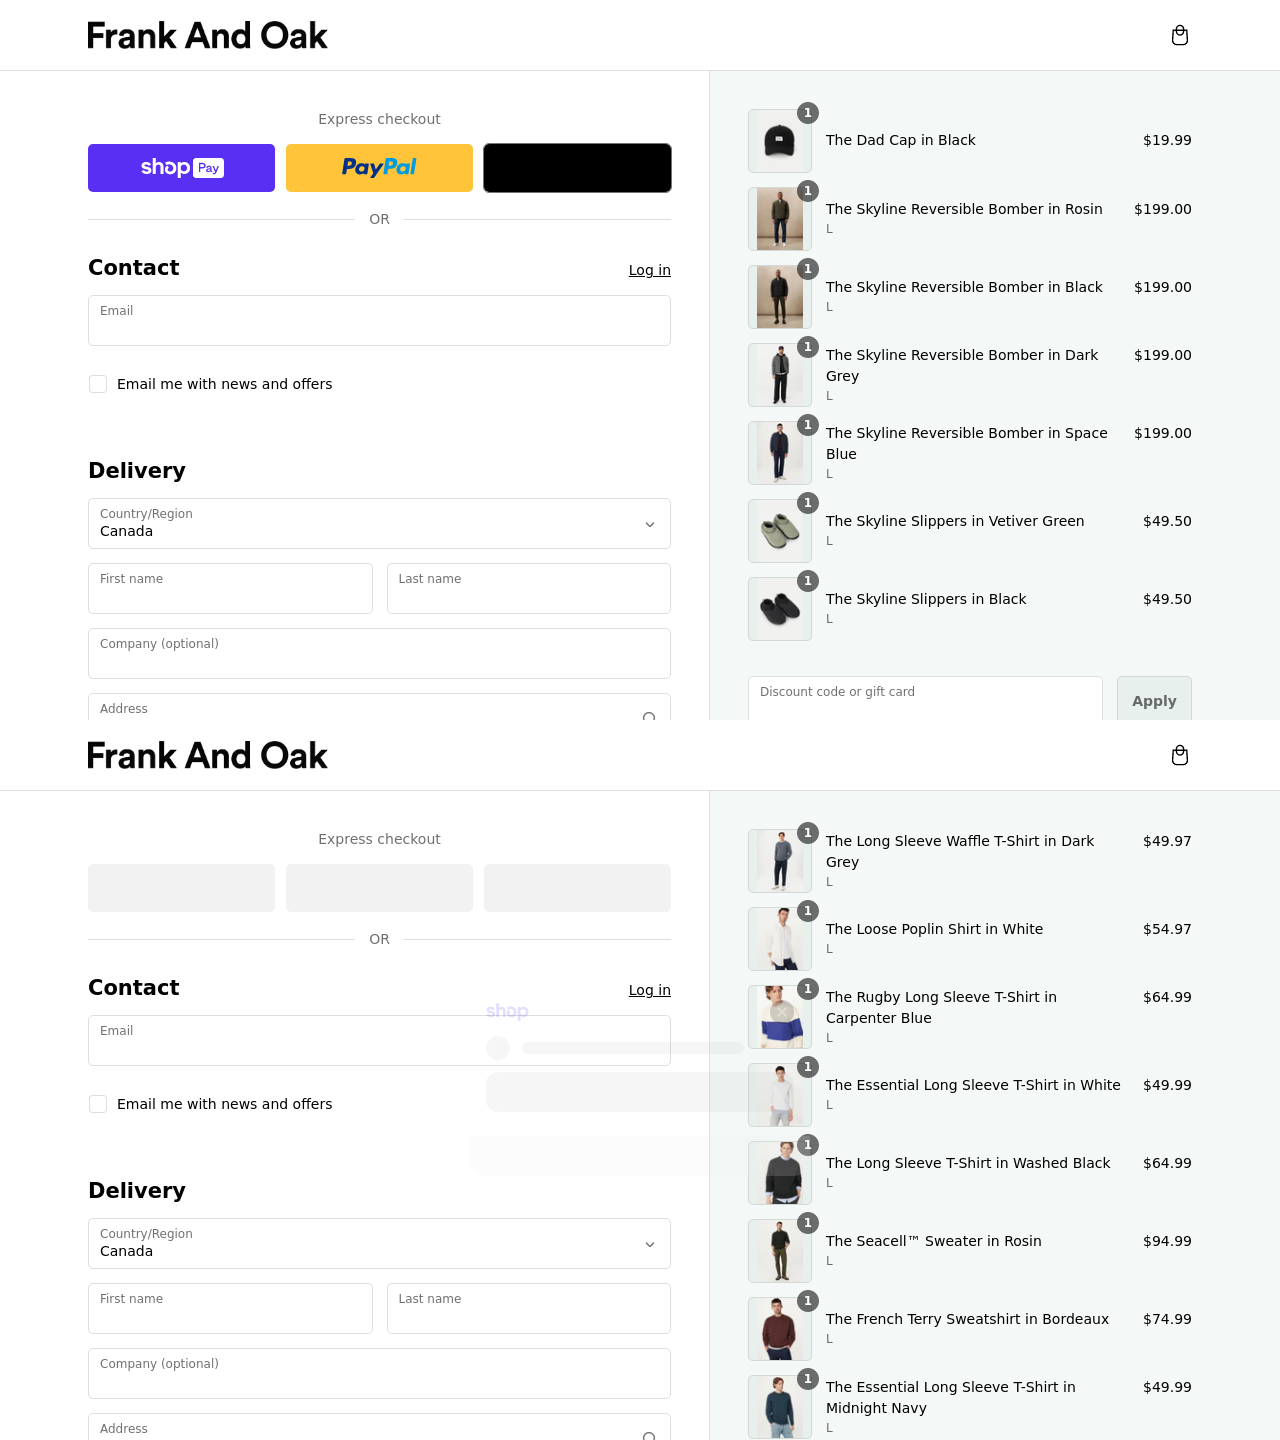 Frank And Oak
Express checkout
shop Pay
PayPal
OR
Contact
Log in
Email
Email me with news and offers
Delivery
Country/Region
Canada
First name
Last name
Company (optional)
Address
1
The Dad Cap in Black
$19.99
1
The Skyline Reversible Bomber in Rosin
$199.00
L
1
The Skyline Reversible Bomber in Black
$199.00
L
1
The Skyline Reversible Bomber in Dark
Grey
$199.00
L
1
The Skyline Reversible Bomber in Space
Blue
$199.00
L
1
The Skyline Slippers in Vetiver Green
$49.50
L
1
The Skyline Slippers in Black
$49.50
L
Discount code or gift card
Apply
Frank And Oak
Express checkout
OR
Contact
Log in
shop
Email
Email me with news and offers
Delivery
Country/Region
Canada
First name
Last name
Company (optional)
Address
1
The Long Sleeve Waffle T-Shirt in Dark
Grey
$49.97
L
1
The Loose Poplin Shirt in White
$54.97
L
1
The Rugby Long Sleeve T-Shirt in
Carpenter Blue
$64.99
L
1
The Essential Long Sleeve T-Shirt in White
$49.99
L
1
The Long Sleeve T-Shirt in Washed Black
$64.99
L
1
The Seacell™ Sweater in Rosin
$94.99
L
1
The French Terry Sweatshirt in Bordeaux
$74.99
L
1
The Essential Long Sleeve T-Shirt in
Midnight Navy
$49.99
L